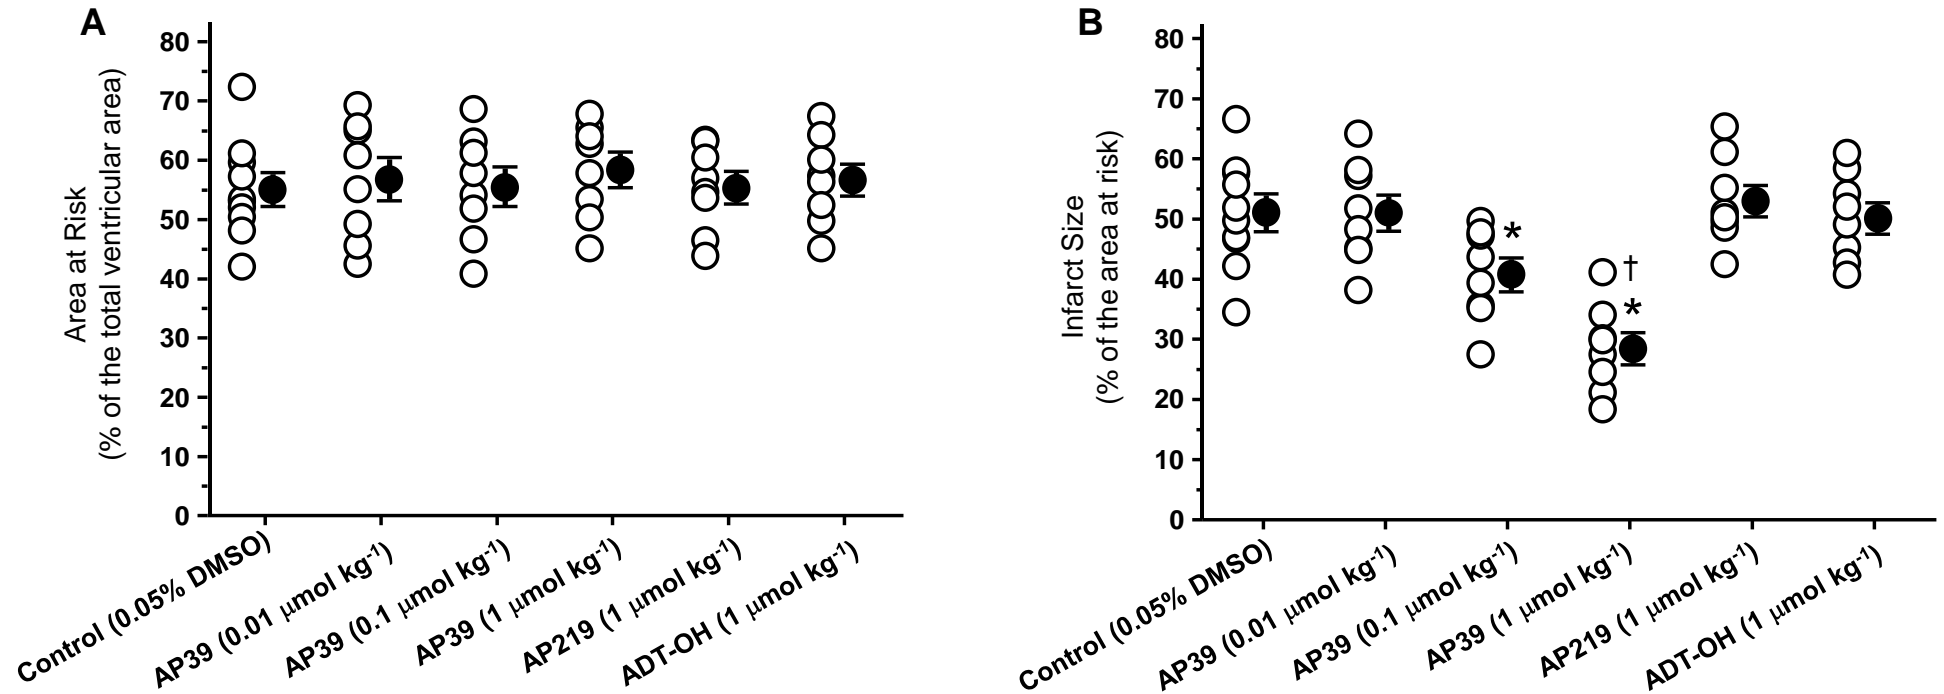 A
Area at Risk
(% of the total ventricular area)
80
70
60
50
40
30
20
10
0
Control (0.05% DMSO)
AP39 (0.01 μmol kg⁻¹)
AP39 (0.1 μmol kg⁻¹)
AP39 (1 μmol kg⁻¹)
AP219 (1 μmol kg⁻¹)
ADT-OH (1 μmol kg⁻¹)
B
Infarct Size
(% of the area at risk)
80
70
60
50
40
30
20
10
0
*
†
*
Control (0.05% DMSO)
AP39 (0.01 μmol kg⁻¹)
AP39 (0.1 μmol kg⁻¹)
AP39 (1 μmol kg⁻¹)
AP219 (1 μmol kg⁻¹)
ADT-OH (1 μmol kg⁻¹)